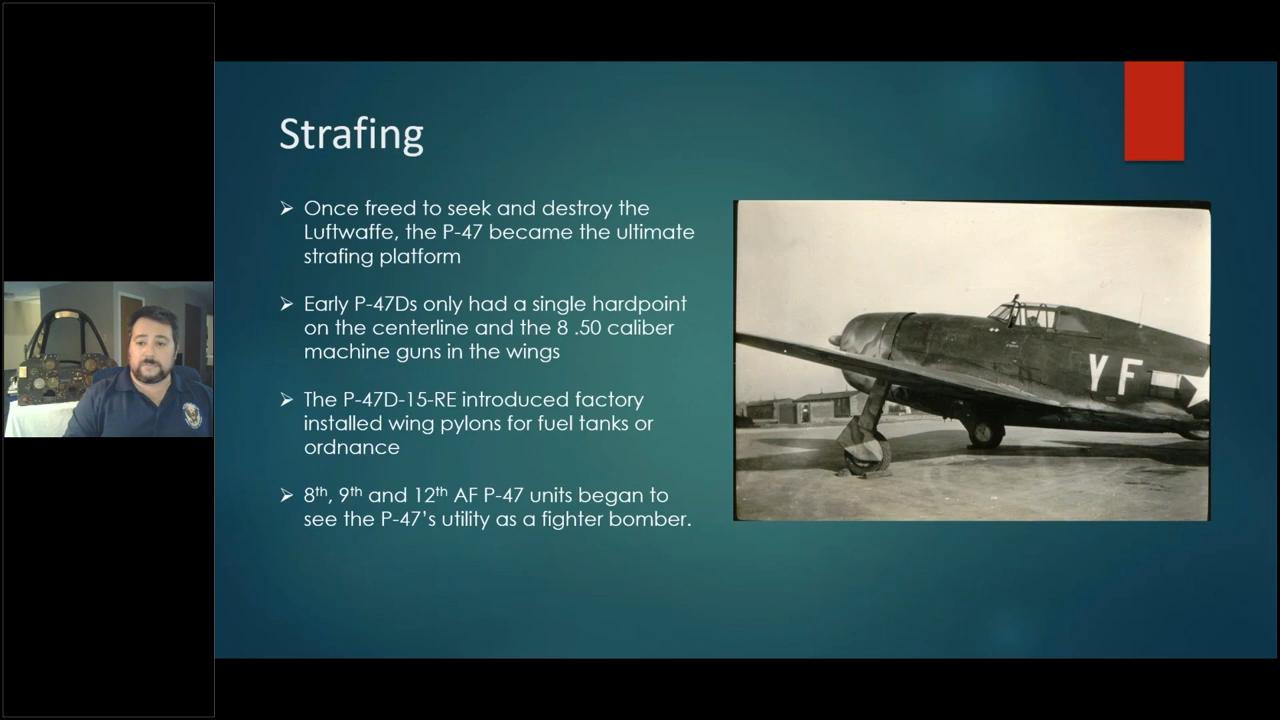 Strafing
Once freed to seek and destroy the
Luftwaffe, the P-47 became the ultimate
strafing platform
Early P-47Ds only had a single hardpoint
on the centerline and the 8 .50 caliber
machine guns in the wings
The P-47D-15-RE introduced factory
installed wing pylons for fuel tanks or
ordnance
8th, 9th and 12th AF P-47 units began to
see the P-47’s utility as a fighter bomber.
YF